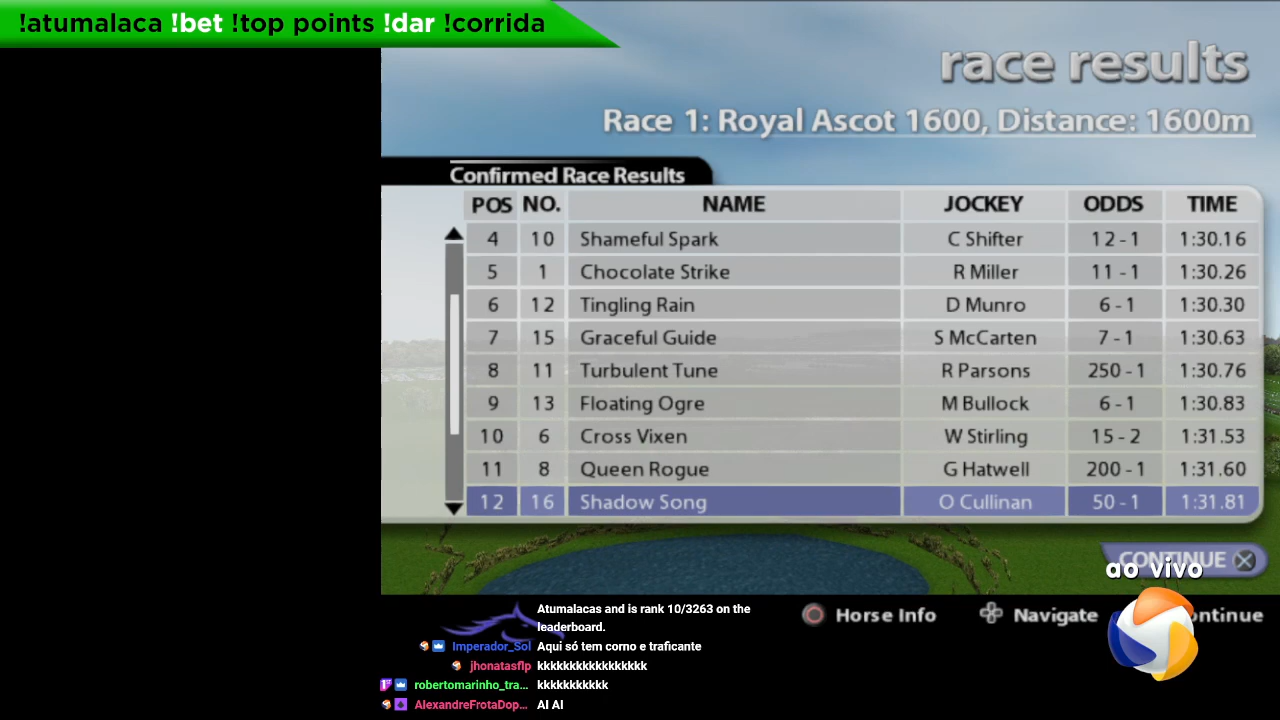 !atumalaca !bet !top points !dar !corrida
race results
Race 1: Royal Ascot 1600, Distance: 1600m
Confirmed Race Results
POS NO. NAME JOCKEY ODDS TIME
4 10 Shameful Spark C Shifter 12 - 1 1:30.16
5 1 Chocolate Strike R Miller 11 - 1 1:30.26
6 12 Tingling Rain D Munro 6 - 1 1:30.30
7 15 Graceful Guide S McCarten 7 - 1 1:30.63
8 11 Turbulent Tune R Parsons 250 - 1 1:30.76
9 13 Floating Ogre M Bullock 6 - 1 1:30.83
10 6 Cross Vixen W Stirling 15 - 2 1:31.53
11 8 Queen Rogue G Hatwell 200 - 1 1:31.60
12 16 Shadow Song O Cullinan 50 - 1 1:31.81
CONTINUE
ao vivo
Horse Info Navigate ontinue
Atumalacas and is rank 10/3263 on the
leaderboard.
Imperador_Sol Aqui só tem corno e traficante
jhonatasflp kkkkkkkkkkkkkkkkk
robertomarinho_tra... kkkkkkkkkkk
AlexandreFrotaDop... AI AI